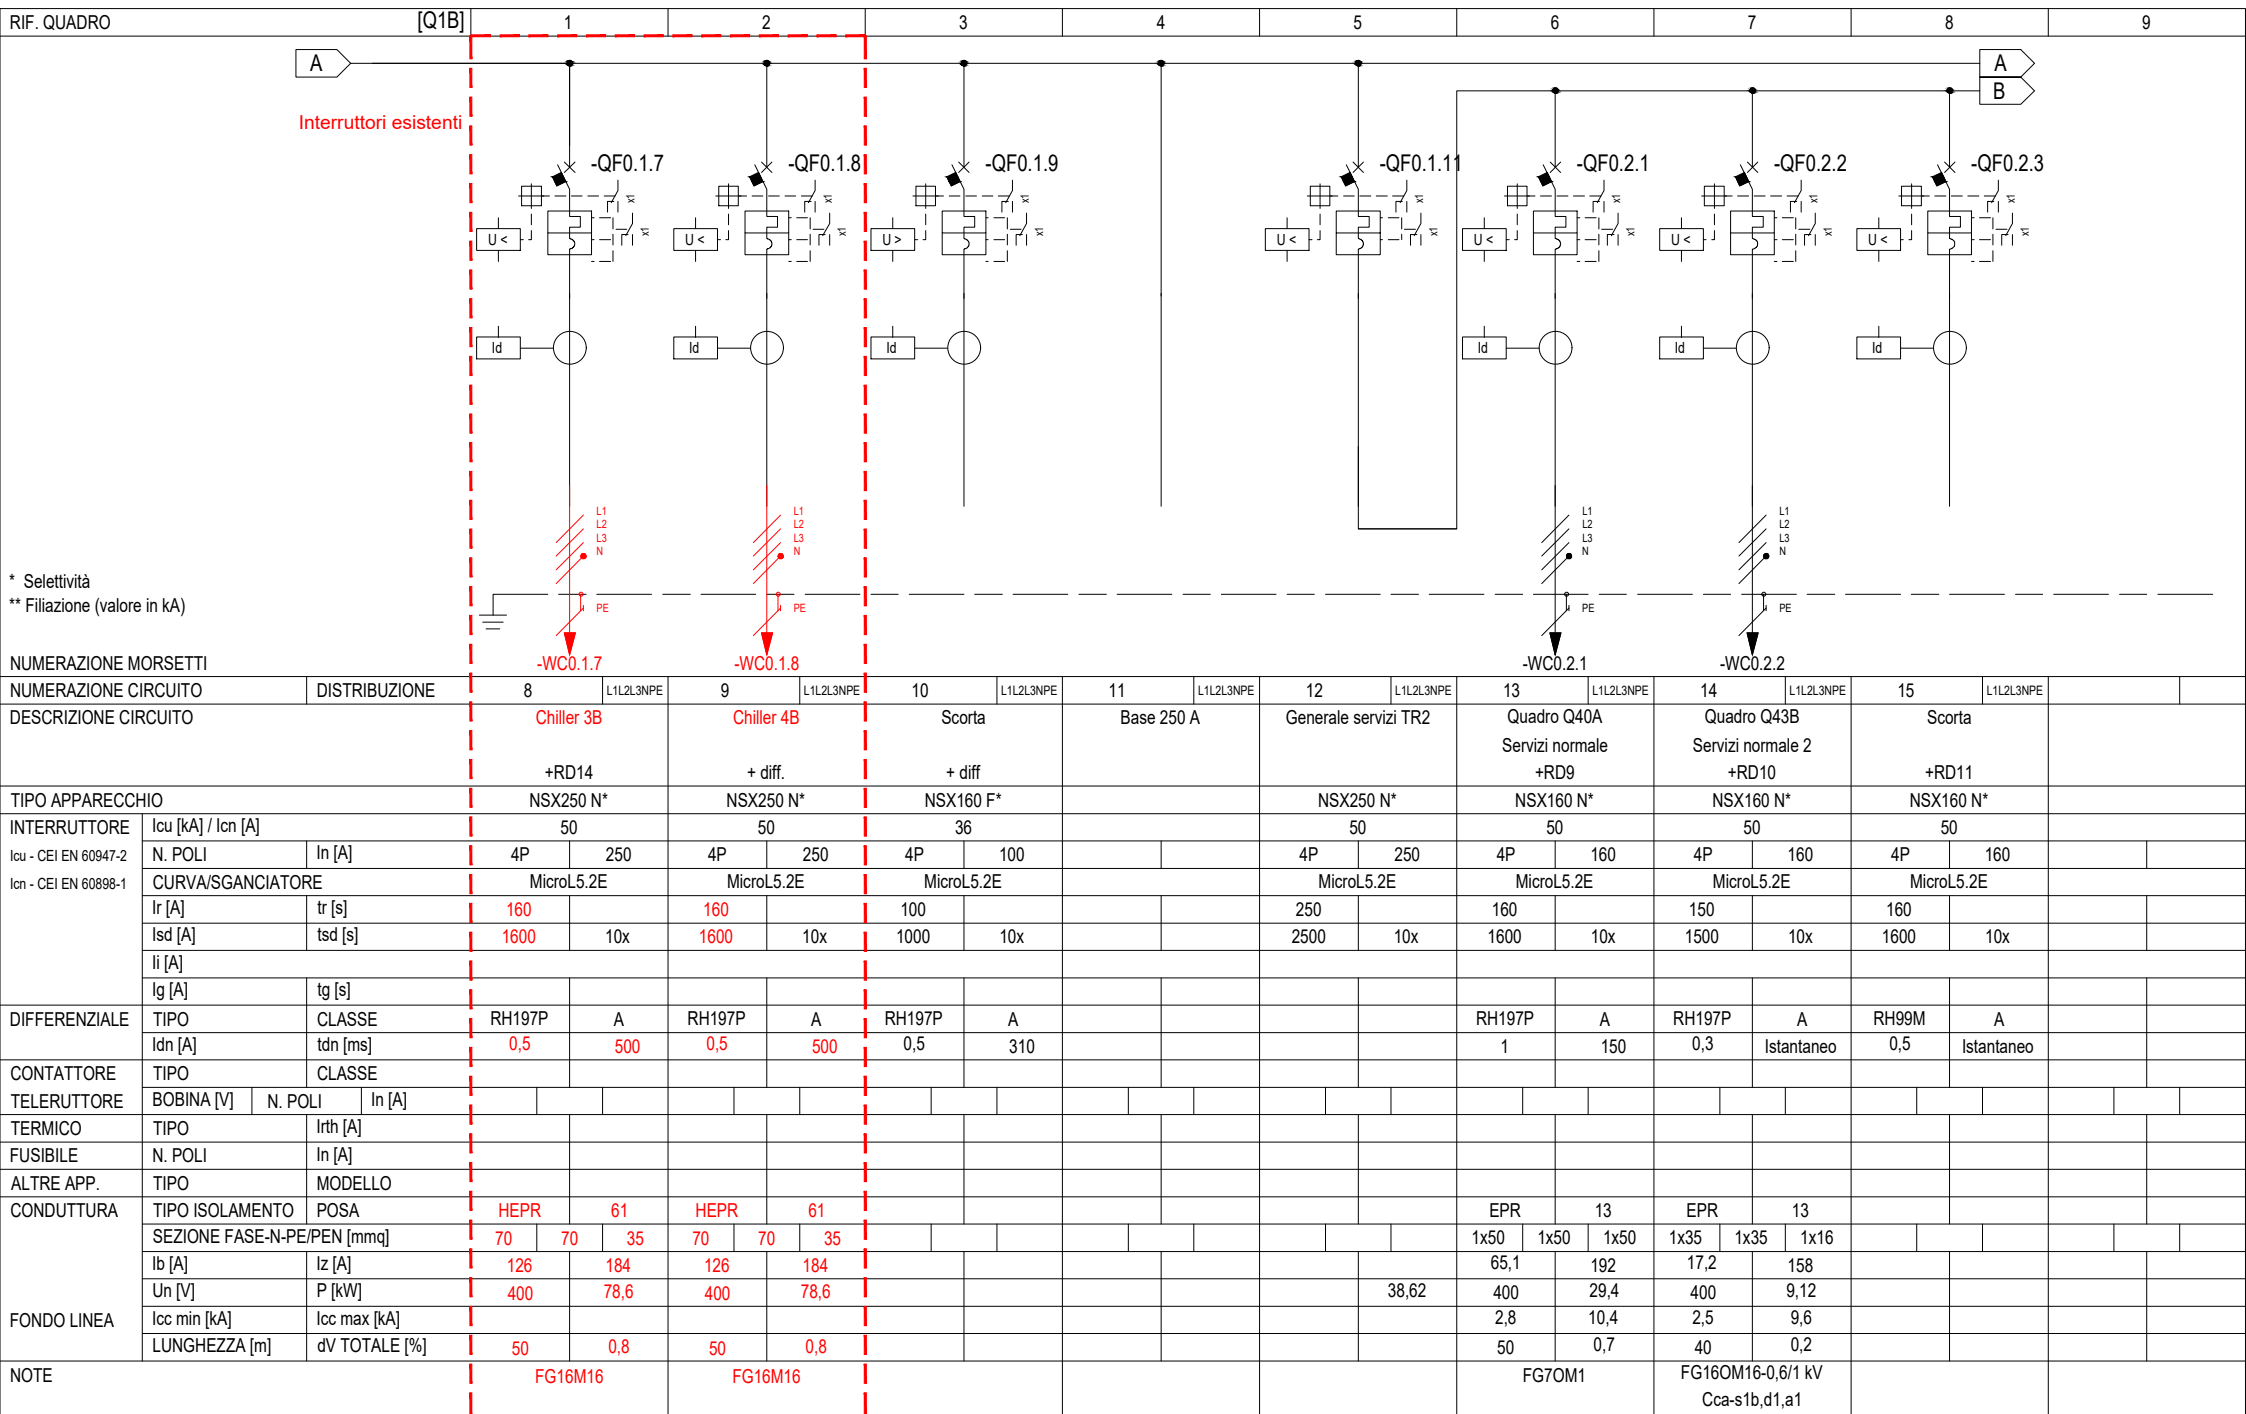 RIF. QUADRO [Q1B] 1 2 3 4 5 6 7 8 9
A A
B
Interruttori esistenti
-QF0.1.7 -QF0.1.8 -QF0.1.9 -QF0.1.11 -QF0.2.1 -QF0.2.2 -QF0.2.3
x1 x1 x1 x1 x1 x1 x1
U < U < U > U < U < U < U <
x1 x1 x1 x1 x1 x1 x1
Id Id Id Id Id Id
L1 L1 L1 L1
L2 L2 L2 L2
L3 L3 L3 L3
N N N N
* Selettività
** Filiazione (valore in kA)
PE PE PE PE
NUMERAZIONE MORSETTI -WC0.1.7 -WC0.1.8 -WC0.2.1 -WC0.2.2
NUMERAZIONE CIRCUITO DISTRIBUZIONE 8 L1L2L3NPE 9 L1L2L3NPE 10 L1L2L3NPE 11 L1L2L3NPE 12 L1L2L3NPE 13 L1L2L3NPE 14 L1L2L3NPE 15 L1L2L3NPE
DESCRIZIONE CIRCUITO Chiller 3B Chiller 4B Scorta Base 250 A Generale servizi TR2 Quadro Q40A Quadro Q43B Scorta
Servizi normale Servizi normale 2
+RD14 + diff. + diff +RD9 +RD10 +RD11
TIPO APPARECCHIO NSX250 N* NSX250 N* NSX160 F* NSX250 N* NSX160 N* NSX160 N* NSX160 N*
INTERRUTTORE Icu [kA] / Icn [A] 50 50 36 50 50 50 50
Icu - CEI EN 60947-2 N. POLI In [A] 4P 250 4P 250 4P 100 4P 250 4P 160 4P 160 4P 160
Icn - CEI EN 60898-1 CURVA/SGANCIATORE MicroL5.2E MicroL5.2E MicroL5.2E MicroL5.2E MicroL5.2E MicroL5.2E MicroL5.2E
Ir [A] tr [s] 160 160 100 250 160 150 160
Isd [A] tsd [s] 1600 10x 1600 10x 1000 10x 2500 10x 1600 10x 1500 10x 1600 10x
Ii [A]
Ig [A] tg [s]
DIFFERENZIALE TIPO CLASSE RH197P A RH197P A RH197P A RH197P A RH197P A RH99M A
Idn [A] tdn [ms] 0,5 500 0,5 500 0,5 310 1 150 0,3 Istantaneo 0,5 Istantaneo
CONTATTORE TIPO CLASSE
TELERUTTORE BOBINA [V] N. POLI In [A]
TERMICO TIPO Irth [A]
FUSIBILE N. POLI In [A]
ALTRE APP. TIPO MODELLO
CONDUTTURA TIPO ISOLAMENTO POSA HEPR 61 HEPR 61 EPR 13 EPR 13
SEZIONE FASE-N-PE/PEN [mmq] 70 70 35 70 70 35 1x50 1x50 1x50 1x35 1x35 1x16
Ib [A] Iz [A] 126 184 126 184 65,1 192 17,2 158
Un [V] P [kW] 400 78,6 400 78,6 38,62 400 29,4 400 9,12
FONDO LINEA Icc min [kA] Icc max [kA] 2,8 10,4 2,5 9,6
LUNGHEZZA [m] dV TOTALE [%] 50 0,8 50 0,8 50 0,7 40 0,2
NOTE FG16M16 FG16M16 FG7OM1 FG16OM16-0,6/1 kV
Cca-s1b,d1,a1